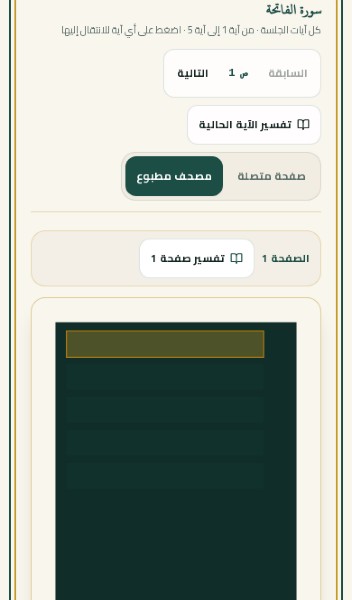 سورة الفاتحة
كل آيات الجلسة · من آية 1 إلى آية 5 · اضغط على أي آية للانتقال إليها
السابقة ص 1 التالية
تفسير الآية الحالية
صفحة متصلة مصحف مطبوع
الصفحة 1 تفسير صفحة 1